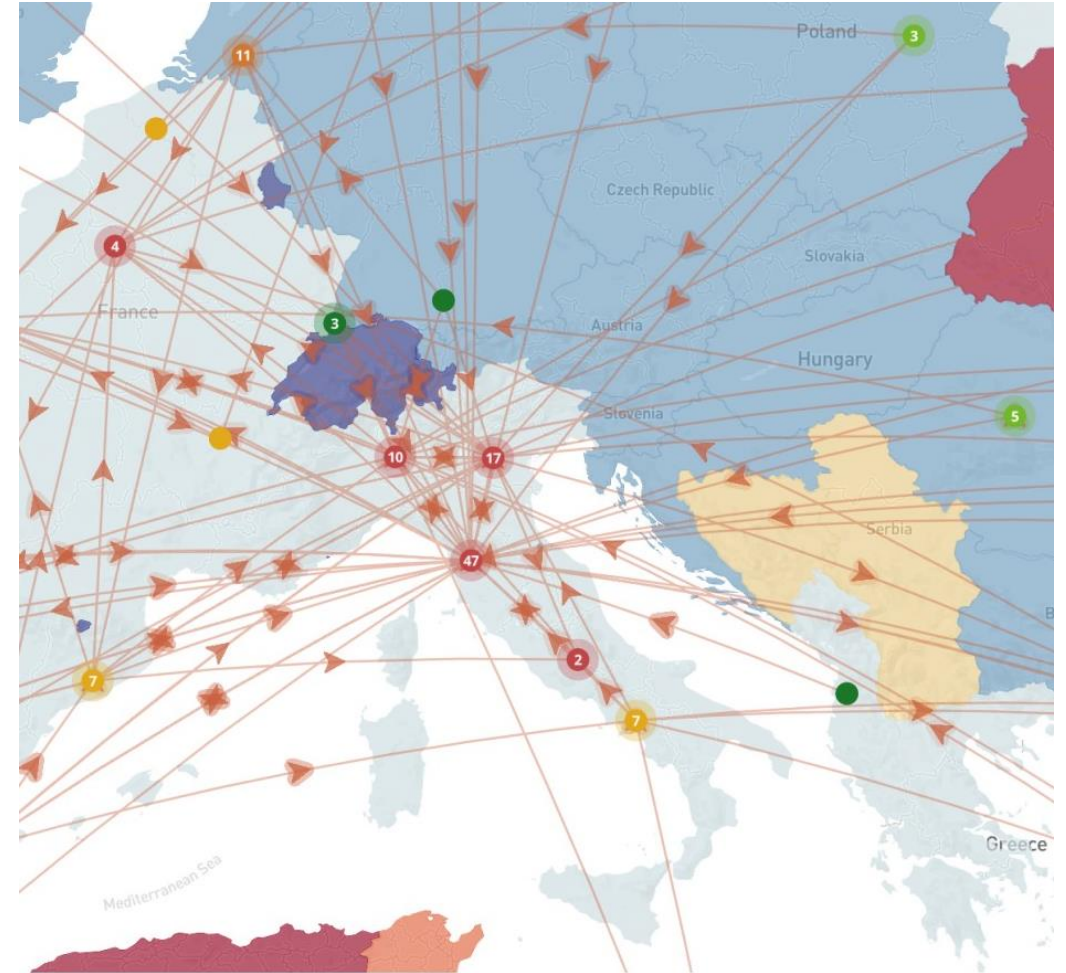 Poland
3
11
Czech Republic
4
Slovakia
France
3
Austria
Hungary
Slovenia
5
10
17
Serbia
47
B
2
7
7
Greece
Mediterranean Sea